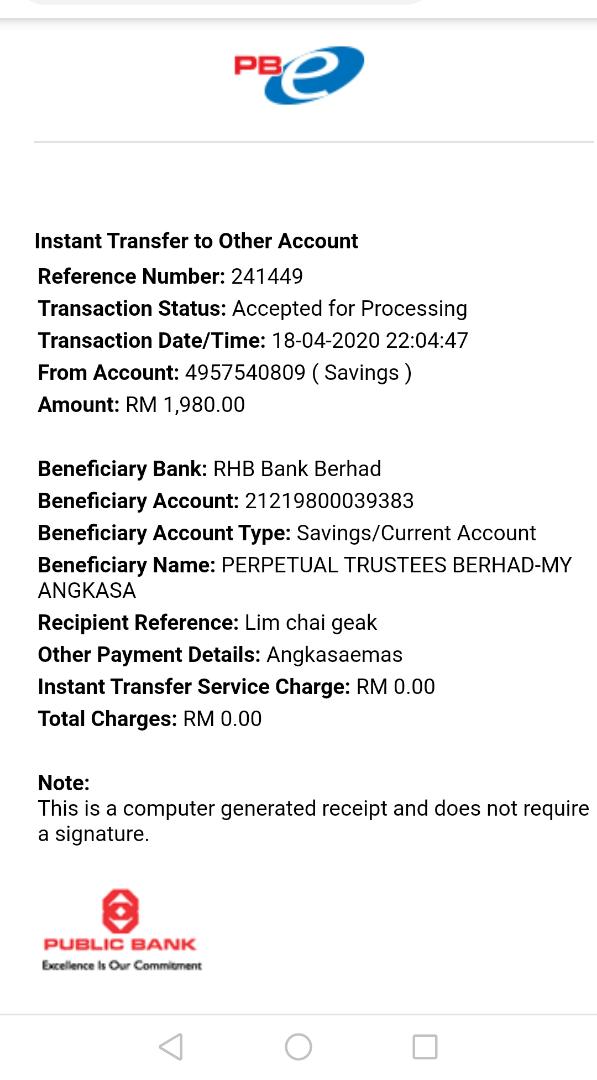 PBe
Instant Transfer to Other Account
Reference Number: 241449
Transaction Status: Accepted for Processing
Transaction Date/Time: 18-04-2020 22:04:47
From Account: 4957540809 ( Savings )
Amount: RM 1,980.00
Beneficiary Bank: RHB Bank Berhad
Beneficiary Account: 21219800039383
Beneficiary Account Type: Savings/Current Account
Beneficiary Name: PERPETUAL TRUSTEES BERHAD-MY
ANGKASA
Recipient Reference: Lim chai geak
Other Payment Details: Angkasaemas
Instant Transfer Service Charge: RM 0.00
Total Charges: RM 0.00
Note:
This is a computer generated receipt and does not require
a signature.
PUBLIC BANK
Excellence Is Our Commitment